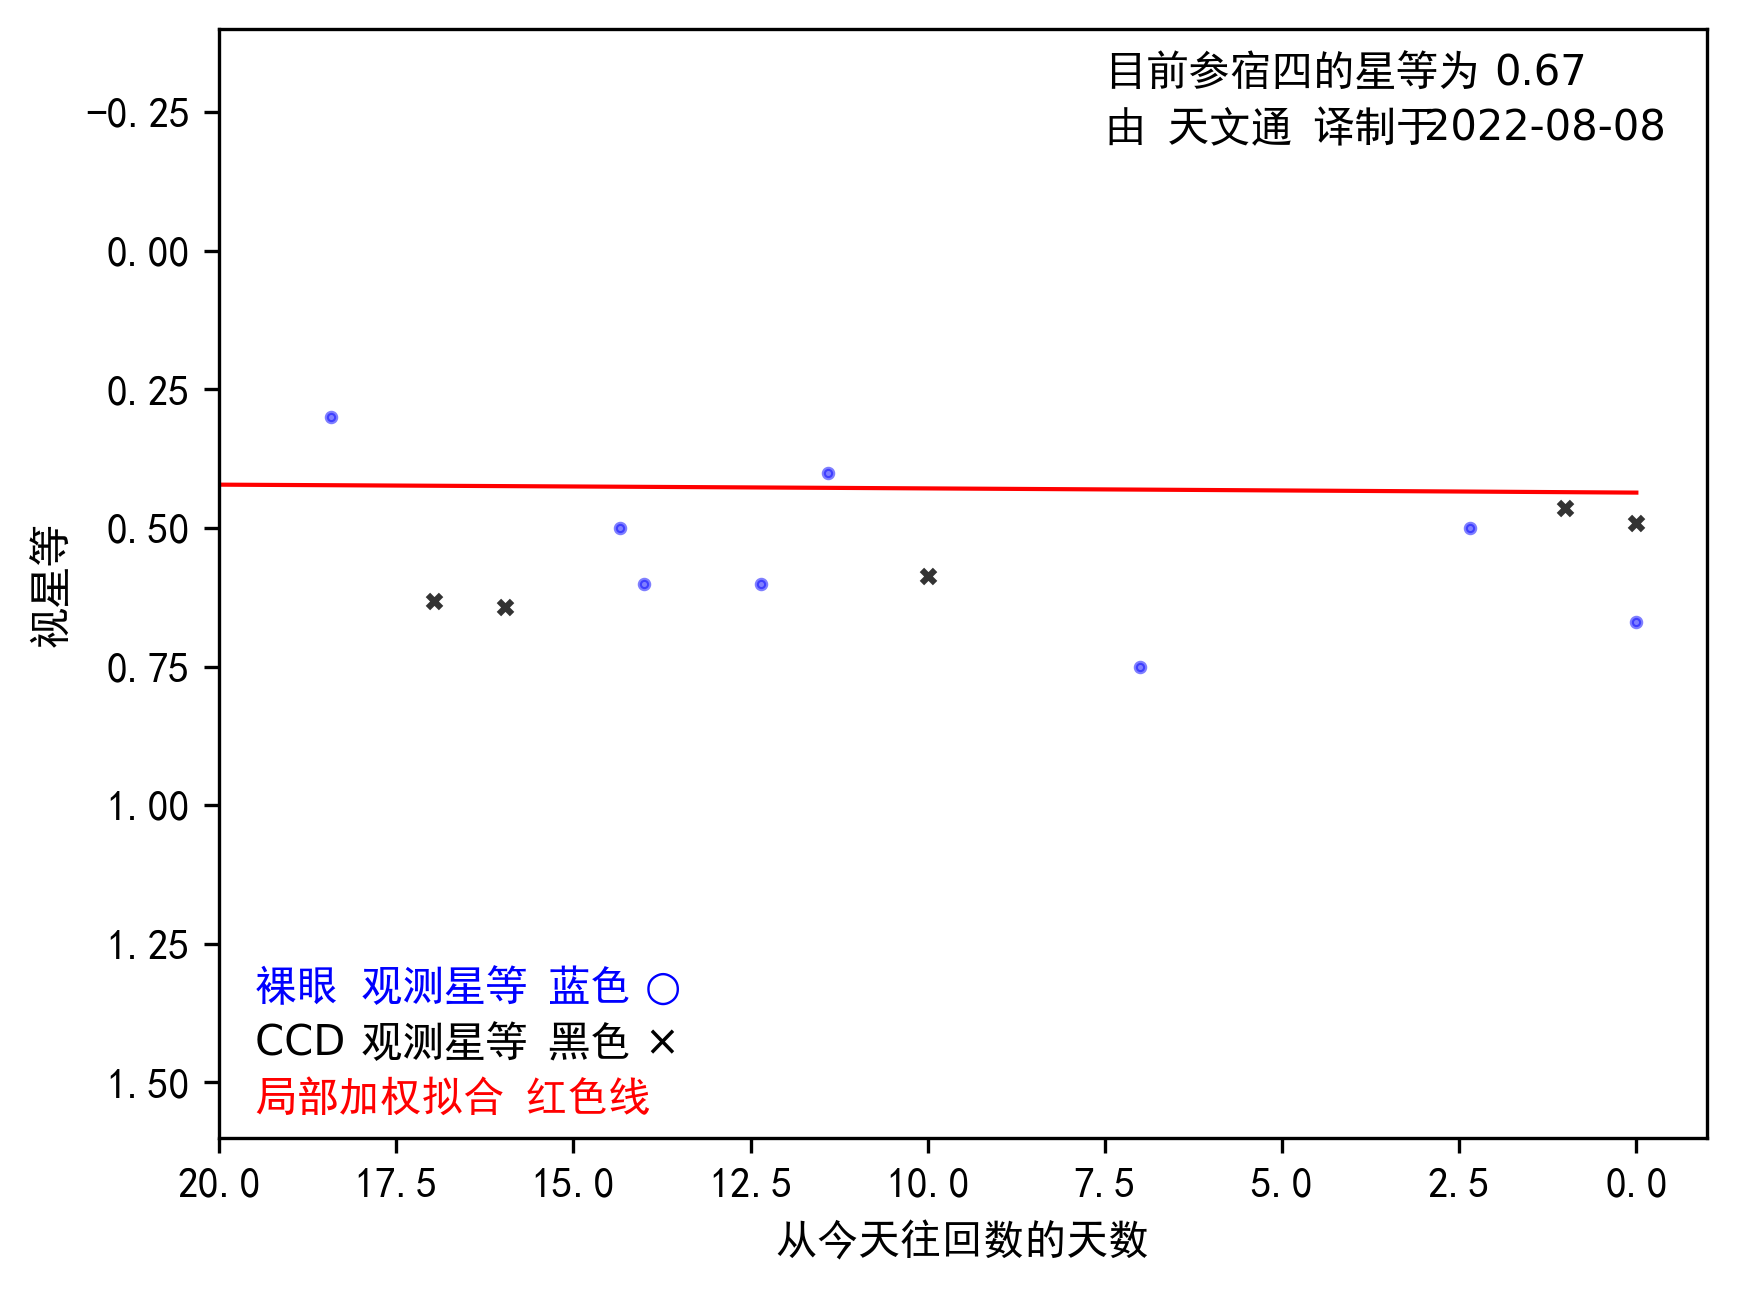 目前参宿四的星等为 0.67
由 天文通 译制于2022-08-08
−0.25
0.00
0.25
0.50
0.75
1.00
1.25
1.50
视星等
裸眼 观测星等 蓝色 ○
CCD 观测星等 黑色 ×
局部加权拟合 红色线
20.0 17.5 15.0 12.5 10.0 7.5 5.0 2.5 0.0
从今天往回数的天数